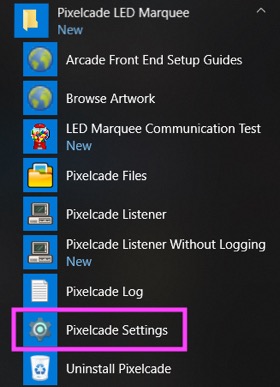 Pixelcade LED Marquee
New
Arcade Front End Setup Guides
Browse Artwork
LED Marquee Communication Test
New
Pixelcade Files
Pixelcade Listener
Pixelcade Listener Without Logging
New
Pixelcade Log
Pixelcade Settings
Uninstall Pixelcade